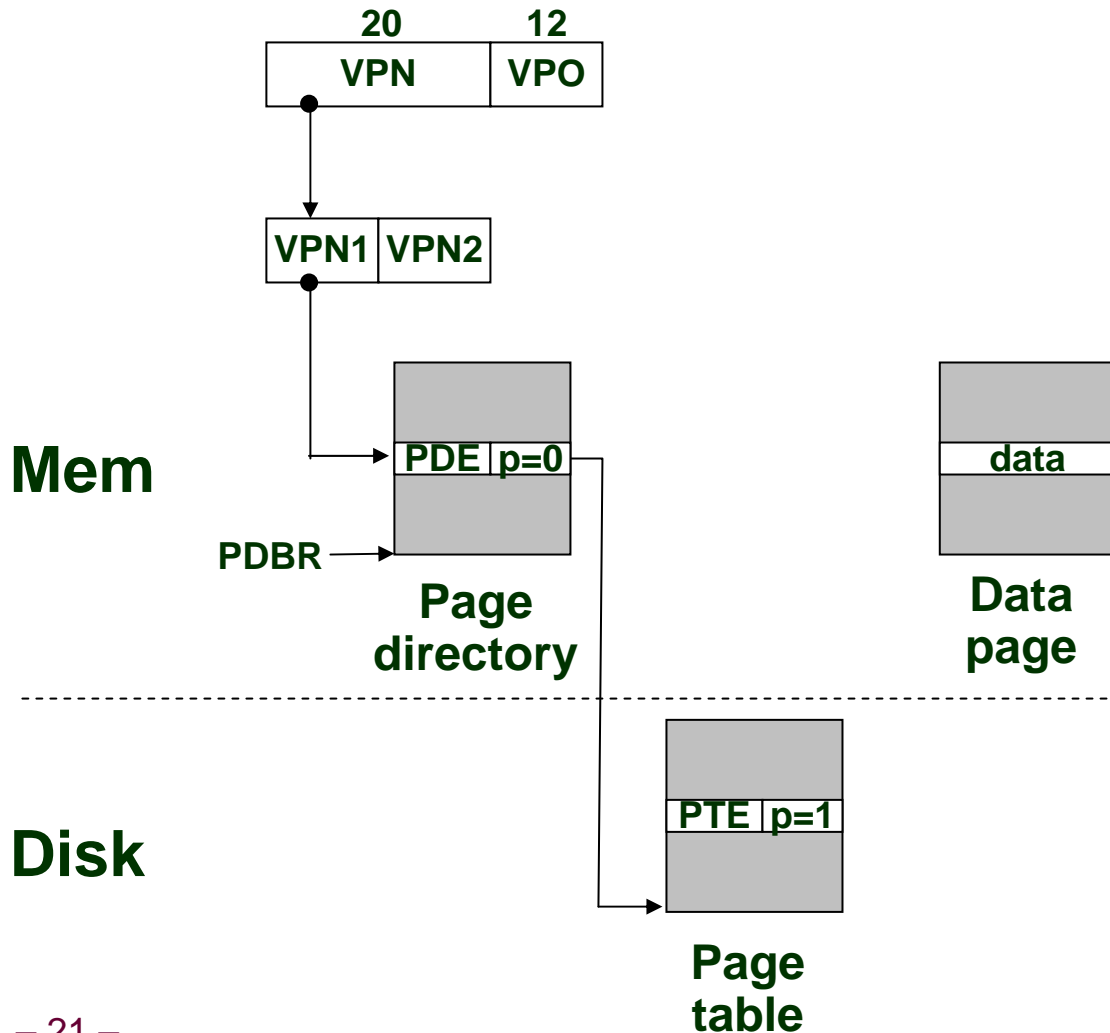 20 12
VPN VPO
VPN1 VPN2
Mem
PDE p=0
data
PDBR
Page
directory
Data
page
Disk
PTE p=1
Page
table
– 21 –